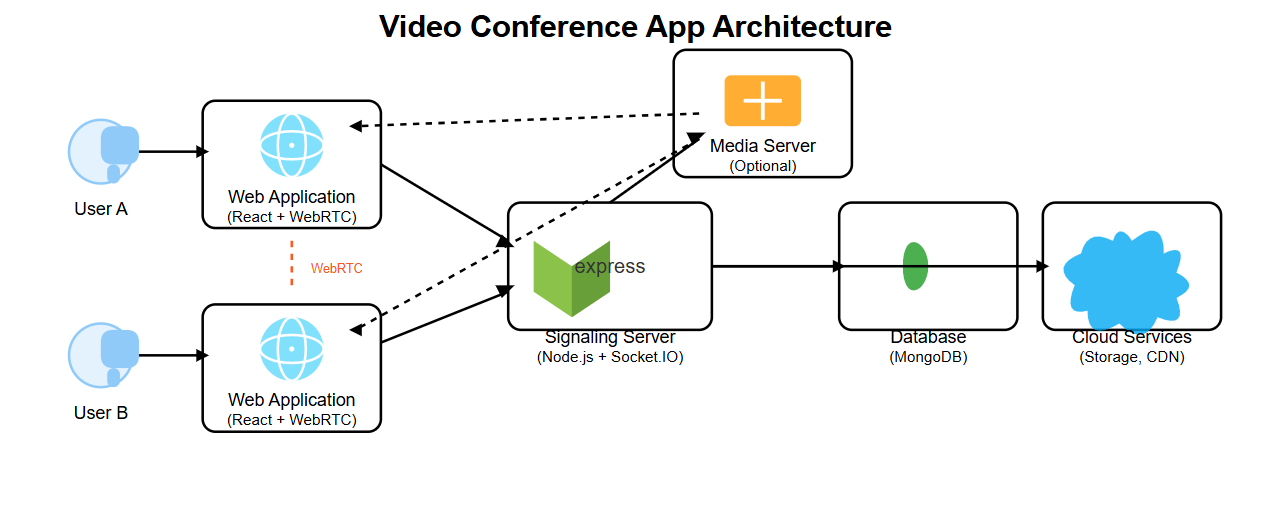 Video Conference App Architecture
Media Server
(Optional)
Web Application
(React + WebRTC)
User A
WebRTC
express
Signaling Server
(Node.js + Socket.IO)
Database
(MongoDB)
Cloud Services
(Storage, CDN)
Web Application
(React + WebRTC)
User B